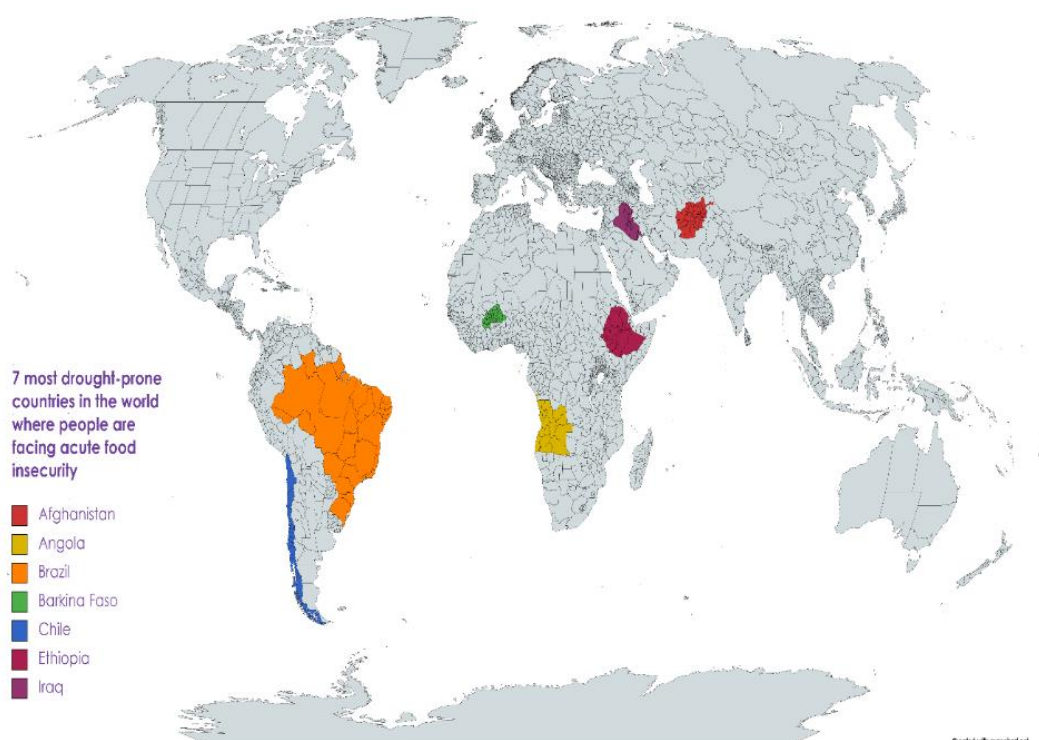 7 most drought-prone
countries in the world
where people are
facing acute food
insecurity
Afghanistan
Angola
Brazil
Barkina Faso
Chile
Ethiopia
Iraq